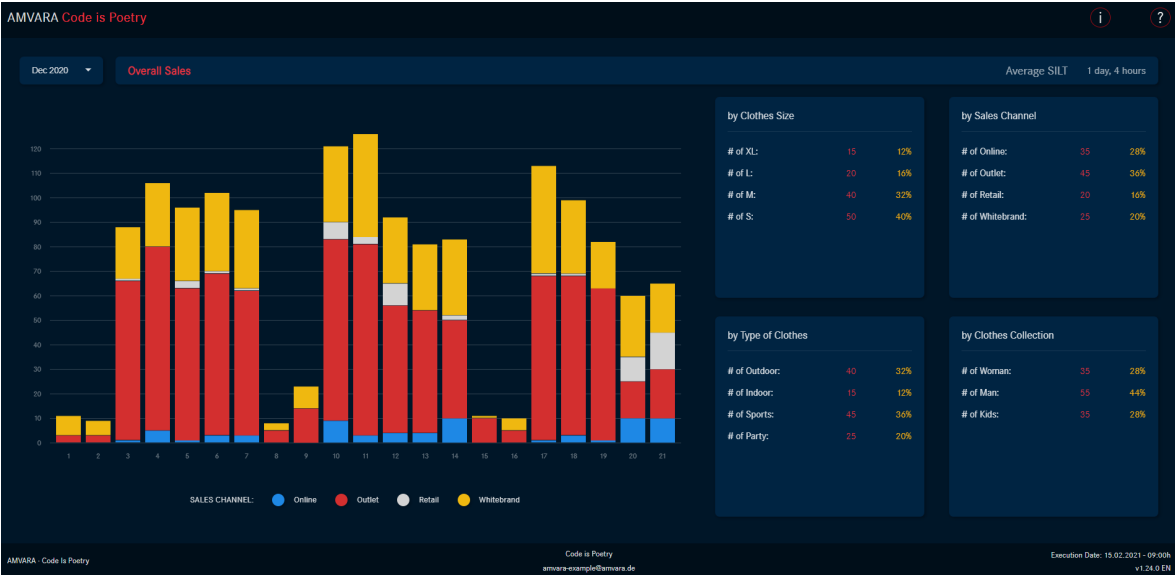 AMVARA Code is Poetry
i
?
Dec 2020
Overall Sales
Average SILT 1 day, 4 hours
120
110
100
90
80
70
60
50
40
30
20
10
0
1 2 3 4 5 6 7 8 9 10 11 12 13 14 15 16 17 18 19 20 21
SALES CHANNEL: Online Outlet Retail Whitebrand
by Clothes Size
# of XL: 15 12%
# of L: 20 16%
# of M: 40 32%
# of S: 50 40%
by Sales Channel
# of Online: 35 28%
# of Outlet: 45 36%
# of Retail: 20 16%
# of Whitebrand: 25 20%
by Type of Clothes
# of Outdoor: 40 32%
# of Indoor: 15 12%
# of Sports: 45 36%
# of Party: 25 20%
by Clothes Collection
# of Woman: 35 28%
# of Man: 55 44%
# of Kids: 35 28%
AMVARA - Code Is Poetry
Code is Poetry
amvara-example@amvara.de
Execution Date: 15.02.2021 - 09:00h
v1.24.0 EN